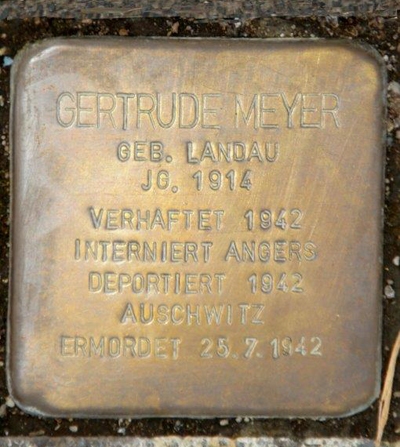 GERTRUDE MEYER
GEB. LANDAU
JG. 1914
VERHAFTET 1942
INTERNIERT ANGERS
DEPORTIERT 1942
AUSCHWITZ
ERMORDET 25.7.1942